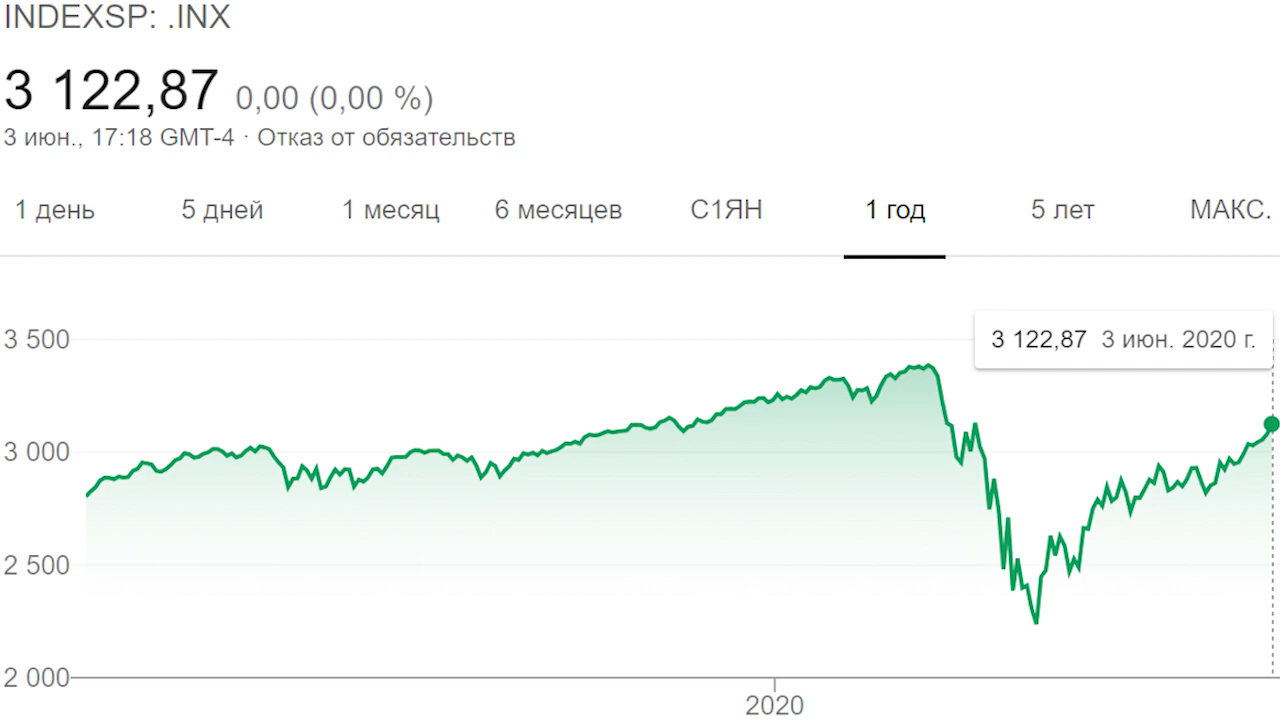 INDEXSP: .INX
3 122,87 0,00 (0,00 %)
3 июн., 17:18 GMT-4 · Отказ от обязательств
1 день 5 дней 1 месяц 6 месяцев С1ЯН 1 год 5 лет МАКС.
3 500
3 122,87 3 июн. 2020 г.
3 000
2 500
2 000
2020